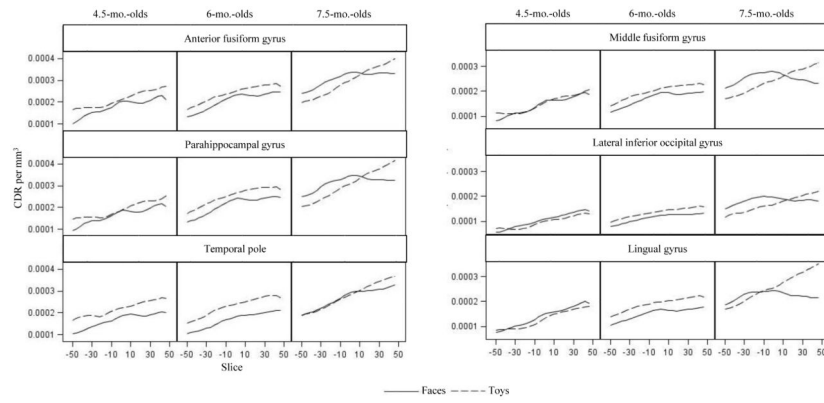 4.5-mo.-olds 6-mo.-olds 7.5-mo.-olds
Anterior fusiform gyrus
0.0004
0.0003
0.0002
0.0001
Parahippocampal gyrus
0.0004
0.0003
0.0002
0.0001
Temporal pole
0.0004
0.0003
0.0002
0.0001
-50 -30 -10 10 30 50 -50 -30 -10 10 30 50 -50 -30 -10 10 30 50
CDR per mm³
Slice
4.5-mo.-olds 6-mo.-olds 7.5-mo.-olds
Middle fusiform gyrus
0.0003
0.0002
0.0001
Lateral inferior occipital gyrus
0.0003
0.0002
0.0001
Lingual gyrus
0.0003
0.0002
0.0001
-50 -30 -10 10 30 50 -50 -30 -10 10 30 50 -50 -30 -10 10 30 50
Faces Toys